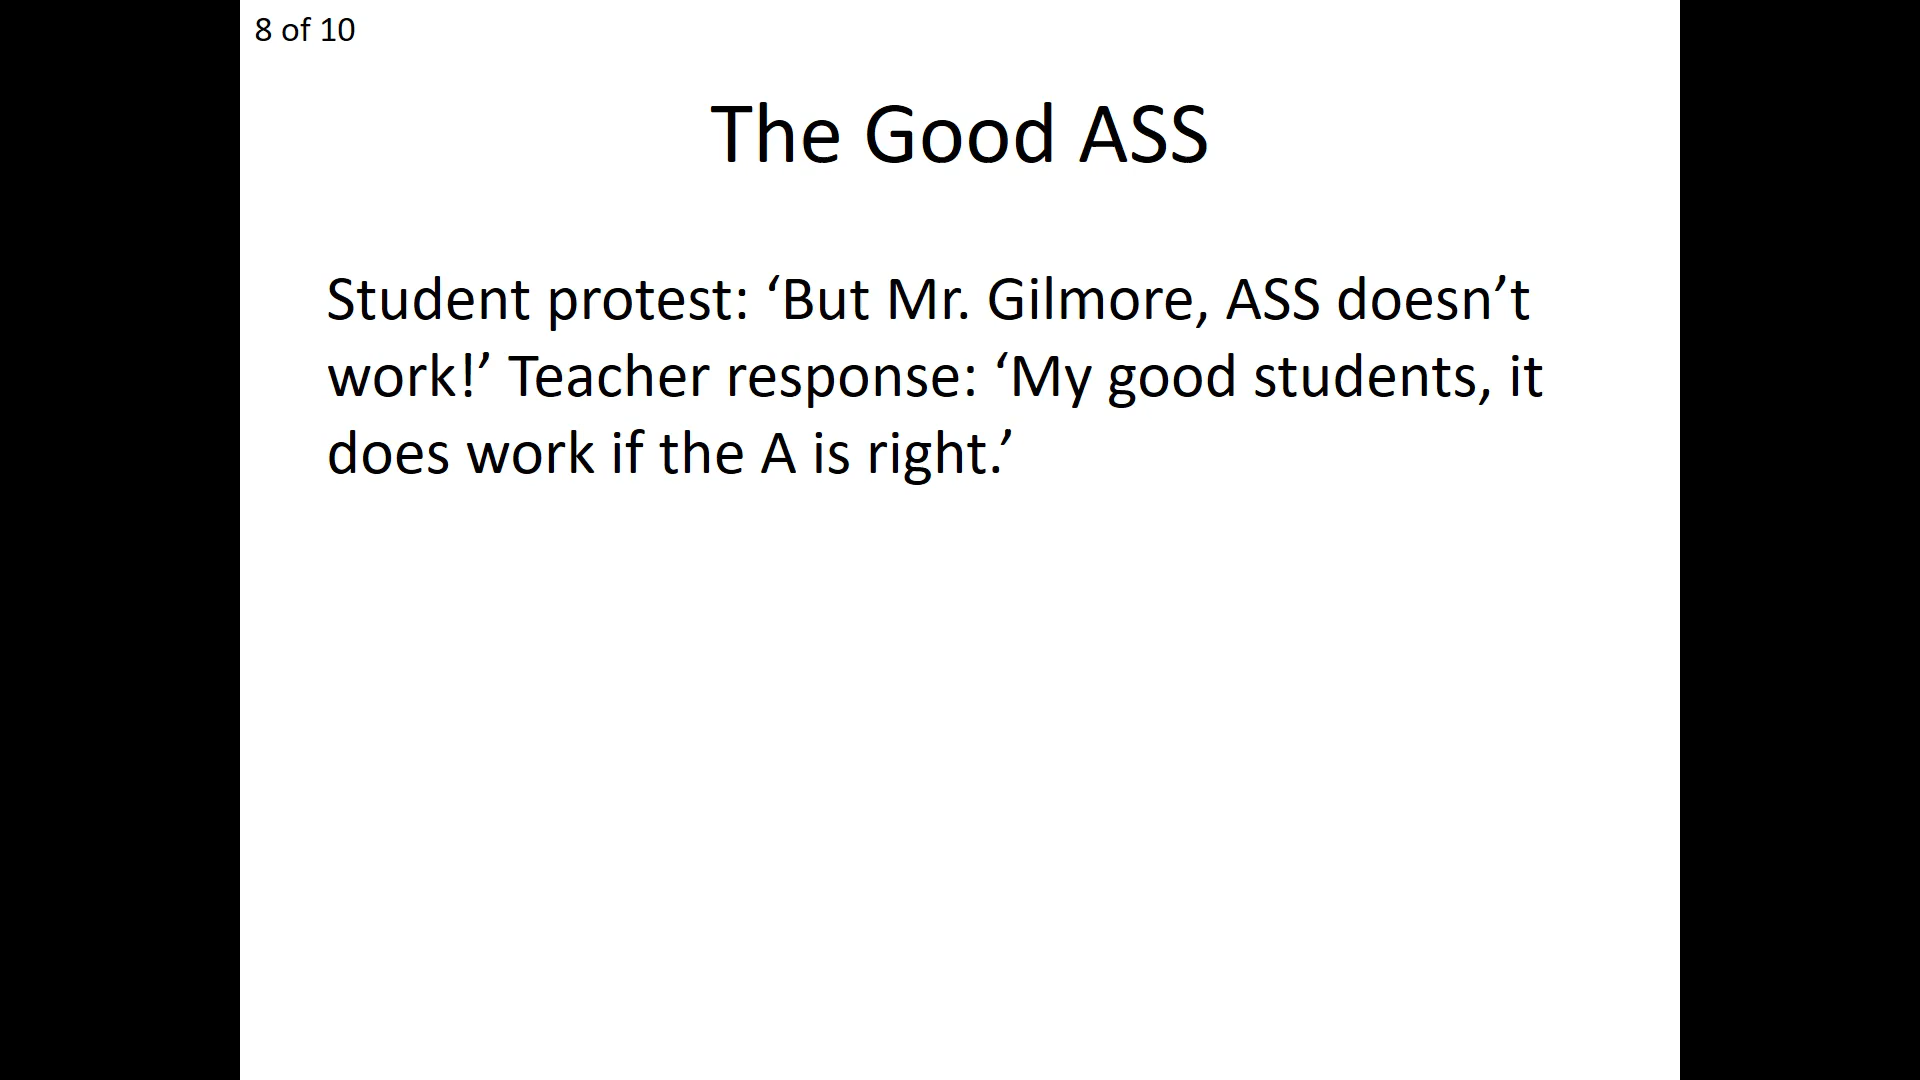 8 of 10
The Good ASS
Student protest: ‘But Mr. Gilmore, ASS doesn’t
work!’ Teacher response: ‘My good students, it
does work if the A is right.’